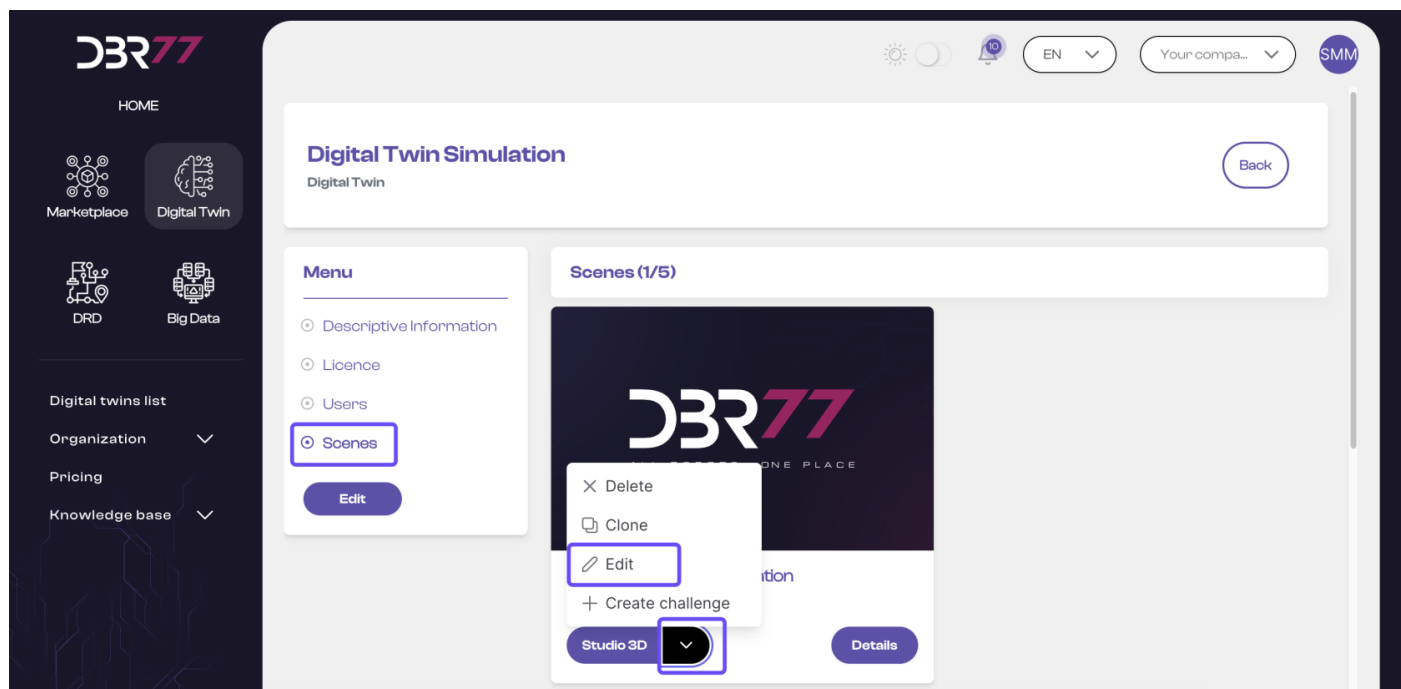 DBR77
HOME
Marketplace
Digital Twin
DRD
Big Data
Digital twins list
Organization
Pricing
Knowledge base
10
EN
Your compa...
SMM
Digital Twin Simulation
Digital Twin
Back
Menu
Descriptive Information
Licence
Users
Scenes
Edit
Scenes (1/5)
DBR77
ONE PLACE
Delete
Clone
Edit
Create challenge
Studio 3D
Details